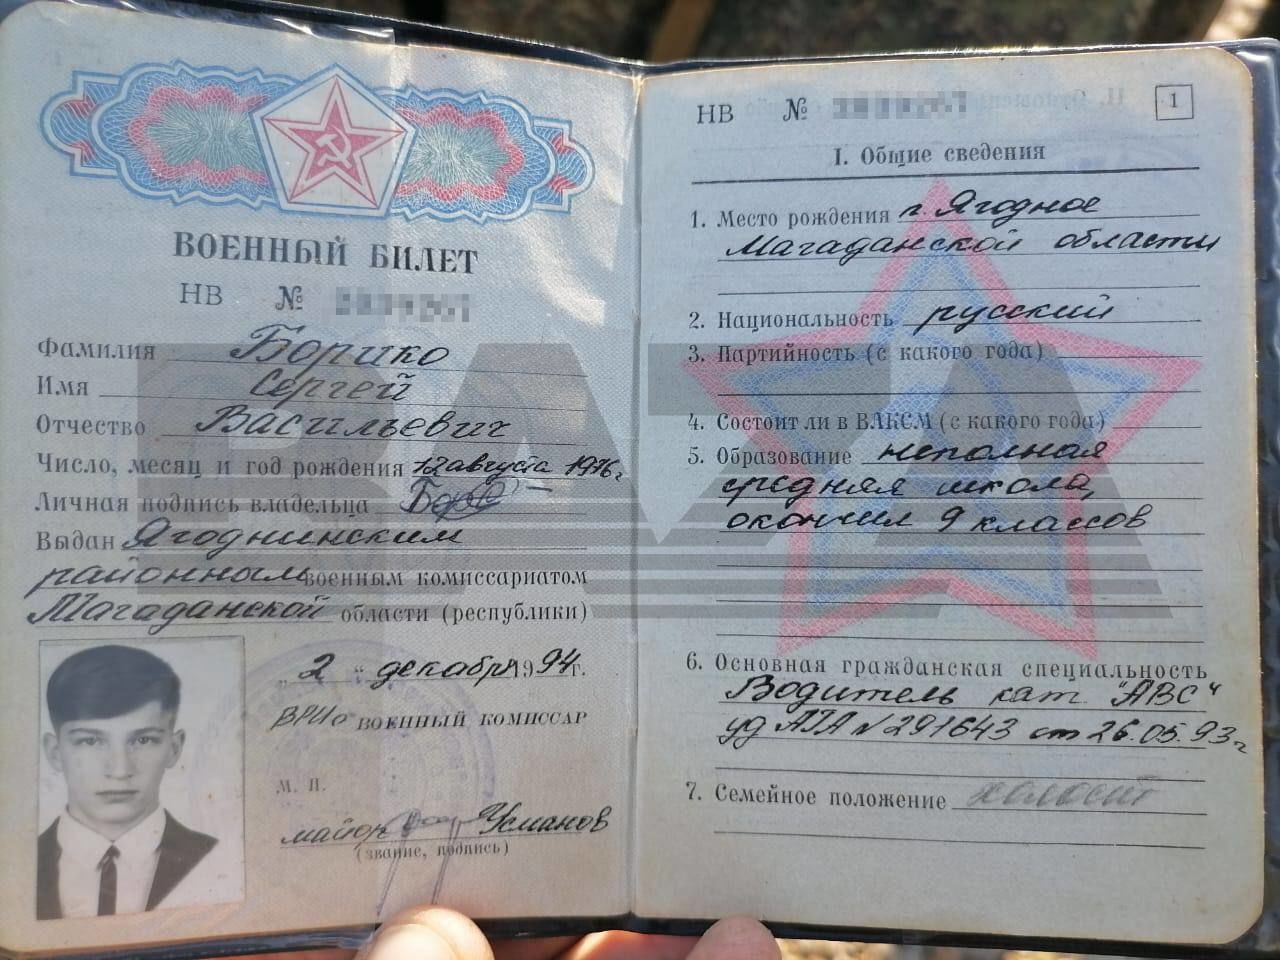 ВОЕННЫЙ БИЛЕТ
НВ №
Фамилия Борико
Имя Сергей
Отчество Васильевич
Число, месяц и год рождения 12 августа 1976 г
Личная подпись владельца
Выдан Ягоднинским
районным военным комиссариатом
Магаданской области (республики)
„2" декабря 1994 г.
ВРИо военный комиссар
М. П.
майор Усманов
(звание, подпись)
НВ № 1
I. Общие сведения
1. Место рождения п. Ягодное
Магаданской области
2. Национальность русский
3. Партийность (с какого года)
4. Состоит ли в ВЛКСМ (с какого года)
5. Образование неполная
средняя школа,
окончил 9 классов
6. Основная гражданская специальность
Водитель кат. "АВС"
уд № 291643 от 26.05.93г
7. Семейное положение холост
BAZA